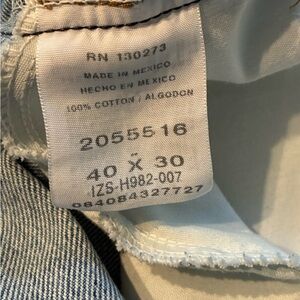 RN 130273
MADE IN MEXICO
HECHO EN MEXICO
100% COTTON / ALGODON
2055516
40 X 30
IZS-H982-007
084084327727